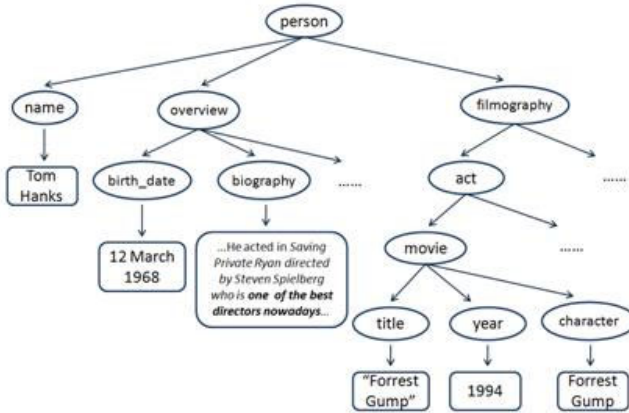 person
name
overview
filmography
Tom
Hanks
birth_date
biography
......
act
......
12 March
1968
...He acted in Saving
Private Ryan directed
by Steven Spielberg
who is one of the best
directors nowadays...
movie
......
title
year
character
"Forrest
Gump"
1994
Forrest
Gump